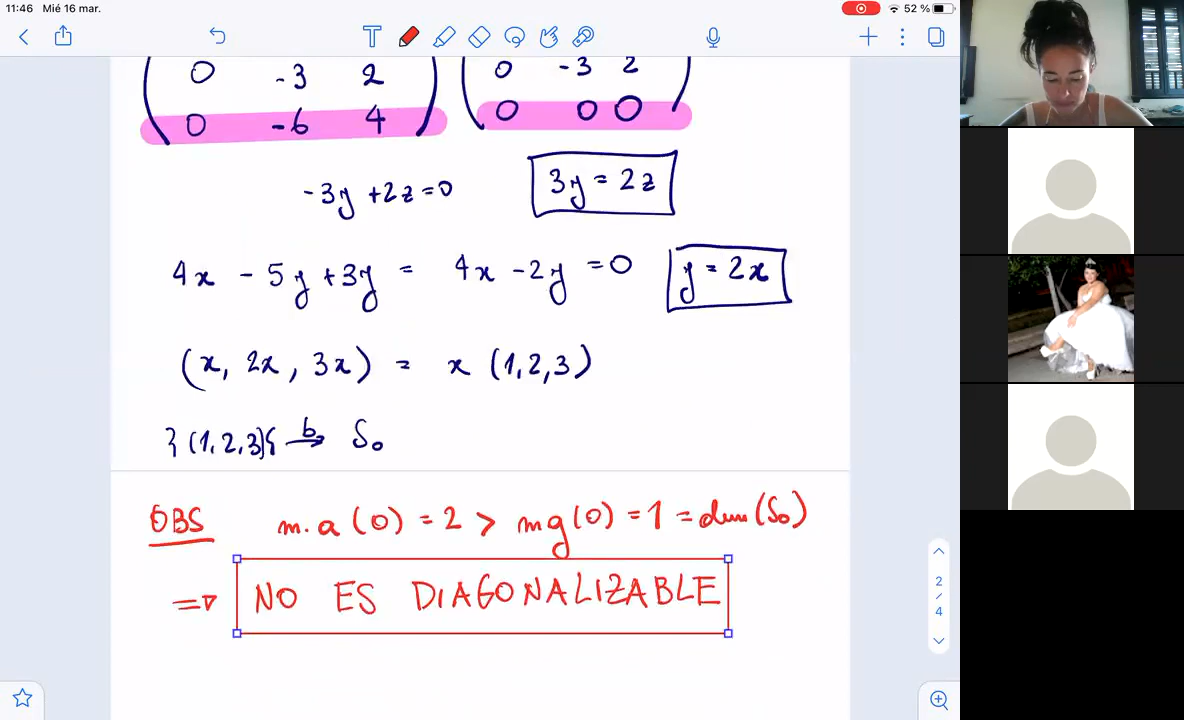 11:46 Mié 16 mar.
52 %
0 -3 2 0 -3 2
0 -6 4 0 0 0
-3y +2z=0 3y = 2z
4x - 5y +3y = 4x -2y = 0 y = 2x
(x, 2x, 3x) = x (1,2,3)
}(1,2,3){ b→ S₀
OBS m.a(0) = 2 > mg(0) = 1 = dim(S₀)
⇒ NO ES DIAGONALIZABLE
2
/
4